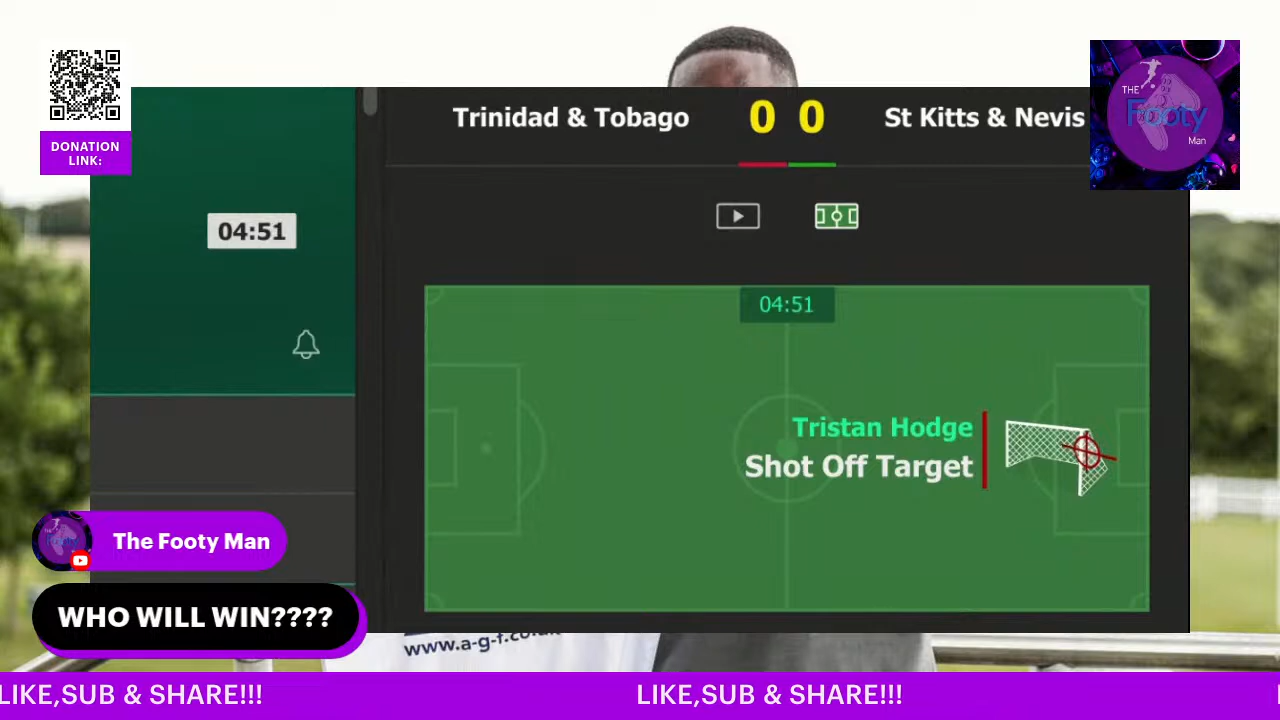 DONATION
LINK:
Trinidad & Tobago
0 0
St Kitts & Nevis
THE
Footy
Man
04:51
04:51
Tristan Hodge
Shot Off Target
The Footy Man
WHO WILL WIN????
www.a-g-f.co.
LIKE,SUB & SHARE!!!
LIKE,SUB & SHARE!!!